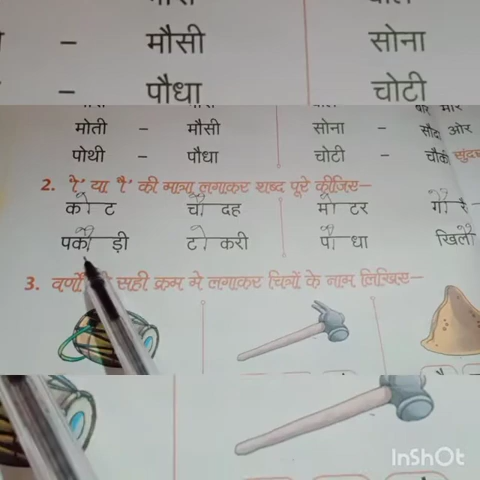 मौसी
सोना
पौधा
चोटी
मोती - मौसी
सोना -
सौदा ओर
पोथी - पौधा
चोटी - चौकी
2. 'ो' या 'ौ' की मात्रा लगाकर शब्द पूरे कीजिए-
कोट चौदह मोटर गौरै
पकौड़ी टोकरी पौधा खिलौ
3. वर्णों सही क्रम मे लगाकर चित्रों के नाम लिखिए-
InShOt